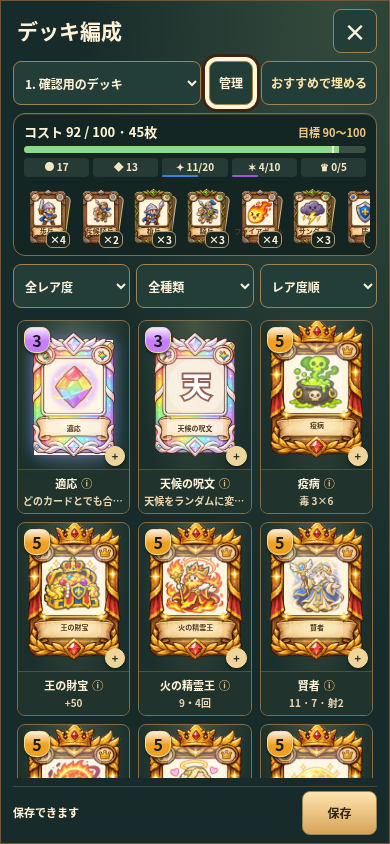 デッキ編成
×
1. 確認用のデッキ
管理
おすすめで埋める
コスト 92 / 100・45枚
目標 90〜100
● 17
◆ 13
✦ 11/20
✶ 4/10
♛ 0/5
×4
×2
×3
×3
×4
×3
全レア度
全種類
レア度順
3
適応
+
適応 ⓘ
どのカードとでも合…
3
天
天候の呪文
+
天候の呪文 ⓘ
天候をランダムに変…
5
疫病
+
疫病 ⓘ
毒 3×6
5
王の財宝
+
王の財宝 ⓘ
+50
5
火の精霊王
+
火の精霊王 ⓘ
9・4回
5
賢者
+
賢者 ⓘ
11・7・射2
5
5
5
保存できます
保存